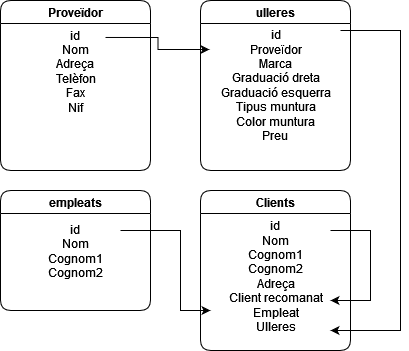 Proveïdor
id
Nom
Adreça
Telèfon
Fax
Nif
ulleres
id
Proveïdor
Marca
Graduació dreta
Graduació esquerra
Tipus muntura
Color muntura
Preu
empleats
id
Nom
Cognom1
Cognom2
Clients
id
Nom
Cognom1
Cognom2
Adreça
Client recomanat
Empleat
Ulleres